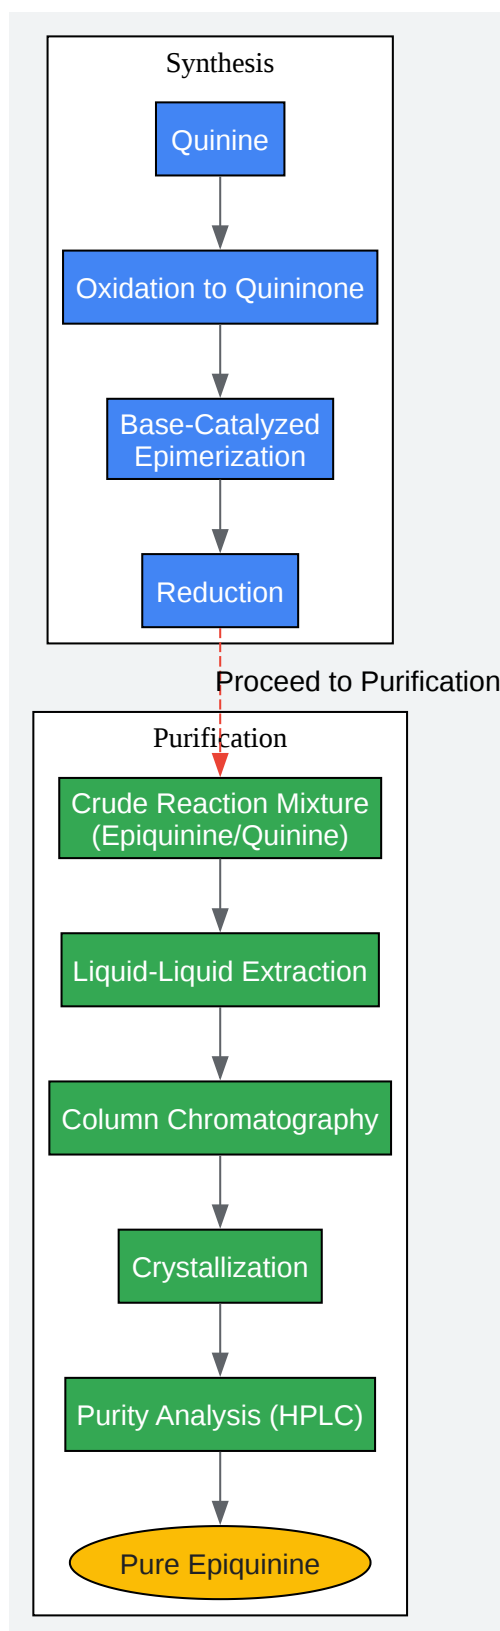 Synthesis
Quinine
Oxidation to Quininone
Base-Catalyzed
Epimerization
Reduction
Proceed to Purification
Purification
Crude Reaction Mixture
(Epiquinine/Quinine)
Liquid-Liquid Extraction
Column Chromatography
Crystallization
Purity Analysis (HPLC)
Pure Epiquinine